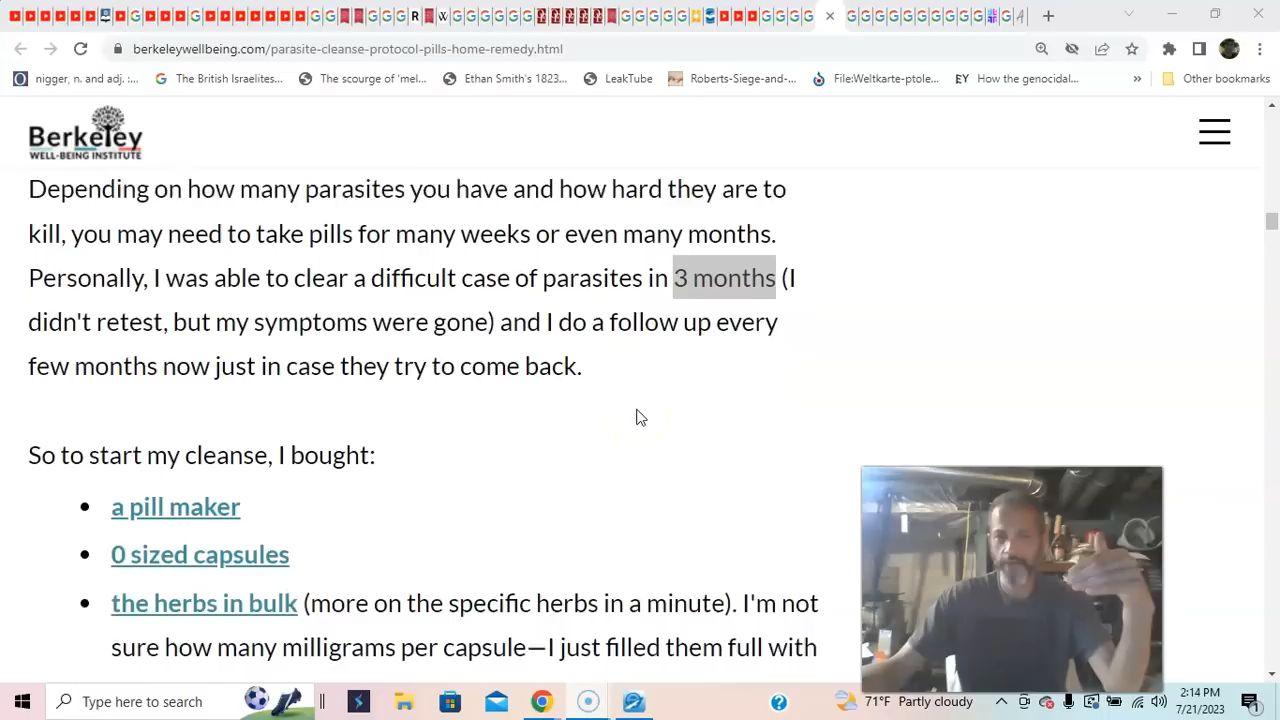 berkeleywellbeing.com/parasite-cleanse-protocol-pills-home-remedy.html
nigger, n. and adj. :... The British Israelites... The scourge of 'mel... Ethan Smith's 1823... LeakTube Roberts-Siege-and-... File:Weltkarte-ptole... EY How the genocidal... » Other bookmarks
Berkeley
WELL-BEING INSTITUTE
Depending on how many parasites you have and how hard they are to
kill, you may need to take pills for many weeks or even many months.
Personally, I was able to clear a difficult case of parasites in 3 months (I
didn't retest, but my symptoms were gone) and I do a follow up every
few months now just in case they try to come back.
So to start my cleanse, I bought:
• a pill maker
• 0 sized capsules
• the herbs in bulk (more on the specific herbs in a minute). I'm not
sure how many milligrams per capsule—I just filled them full with
Type here to search
71°F Partly cloudy
2:14 PM
7/21/2023